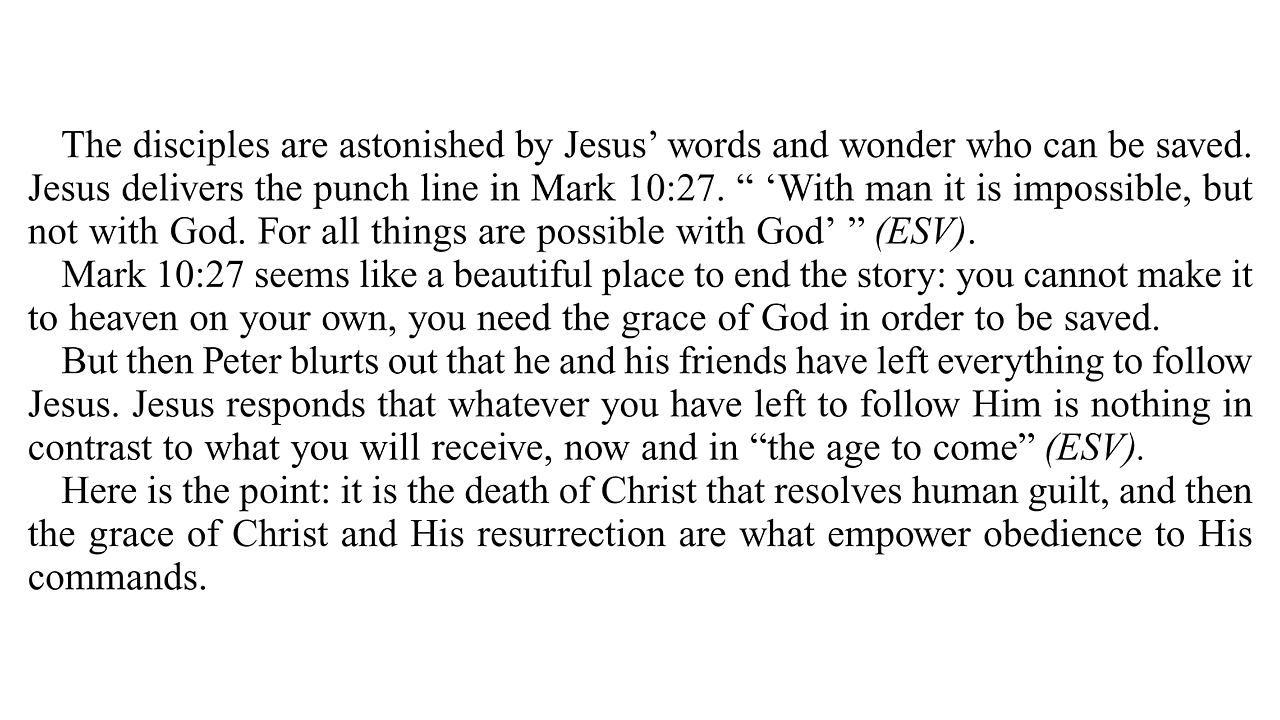 The disciples are astonished by Jesus’ words and wonder who can be saved.
Jesus delivers the punch line in Mark 10:27. “ ‘With man it is impossible, but
not with God. For all things are possible with God’ ” (ESV).
Mark 10:27 seems like a beautiful place to end the story: you cannot make it
to heaven on your own, you need the grace of God in order to be saved.
But then Peter blurts out that he and his friends have left everything to follow
Jesus. Jesus responds that whatever you have left to follow Him is nothing in
contrast to what you will receive, now and in “the age to come” (ESV).
Here is the point: it is the death of Christ that resolves human guilt, and then
the grace of Christ and His resurrection are what empower obedience to His
commands.